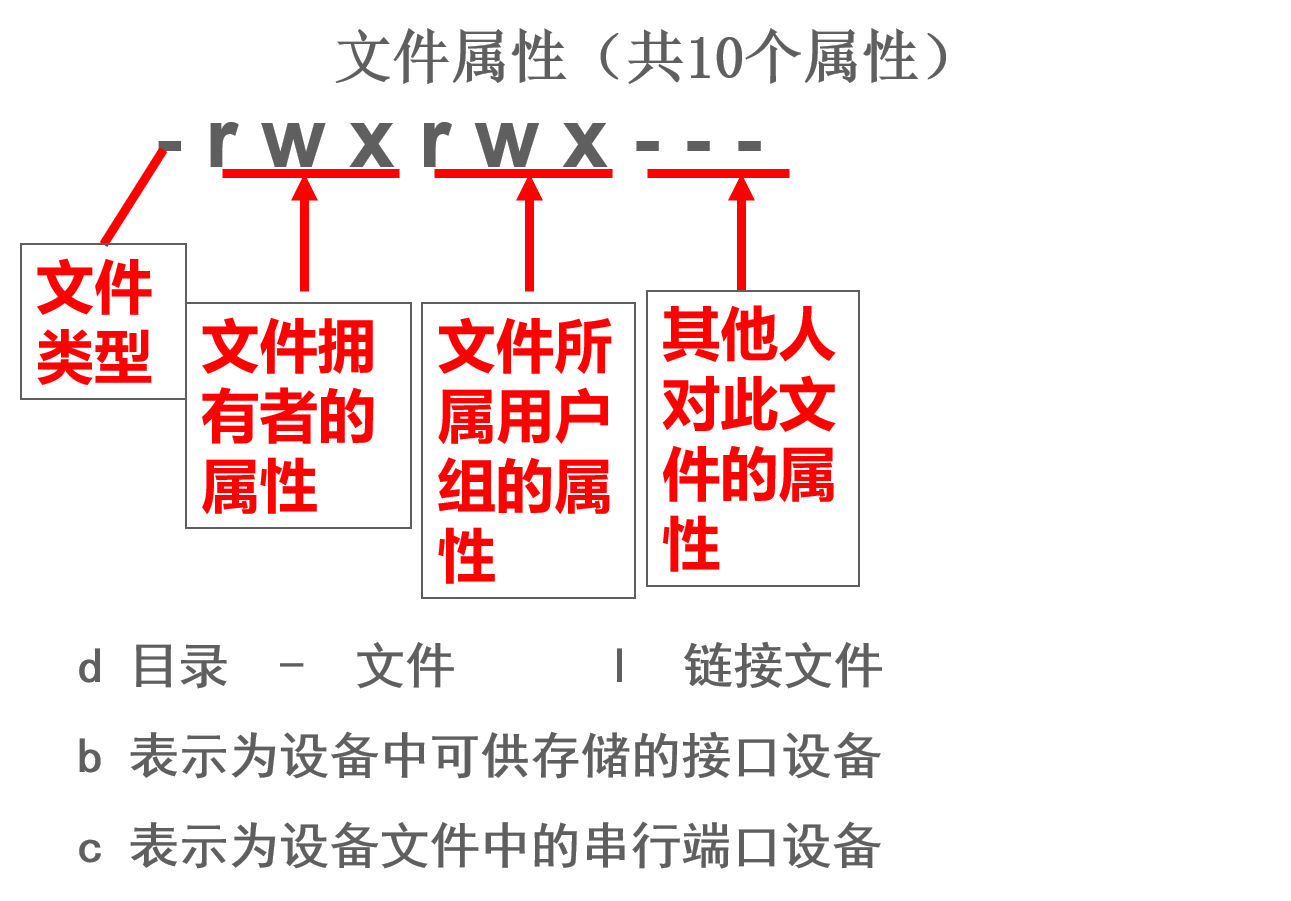 文件属性（共10个属性）
- r w x r w x - - -
文件
类型
文件拥
有者的
属性
文件所
属用户
组的属
性
其他人
对此文
件的属
性
d 目录 - 文件 l 链接文件
b 表示为设备中可供存储的接口设备
c 表示为设备文件中的串行端口设备